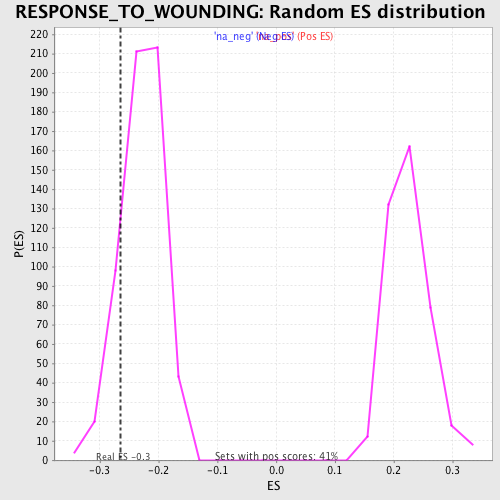 RESPONSE_TO_WOUNDING: Random ES distribution
'na_neg' (Neg ES)
(Pos ES)
P(ES)
220
210
200
190
180
170
160
150
140
130
120
110
100
90
80
70
60
50
40
30
20
10
0
Real ES -0.3
Sets with pos scores: 41%
-0.3 -0.2 -0.1 0.0 0.1 0.2 0.3
ES